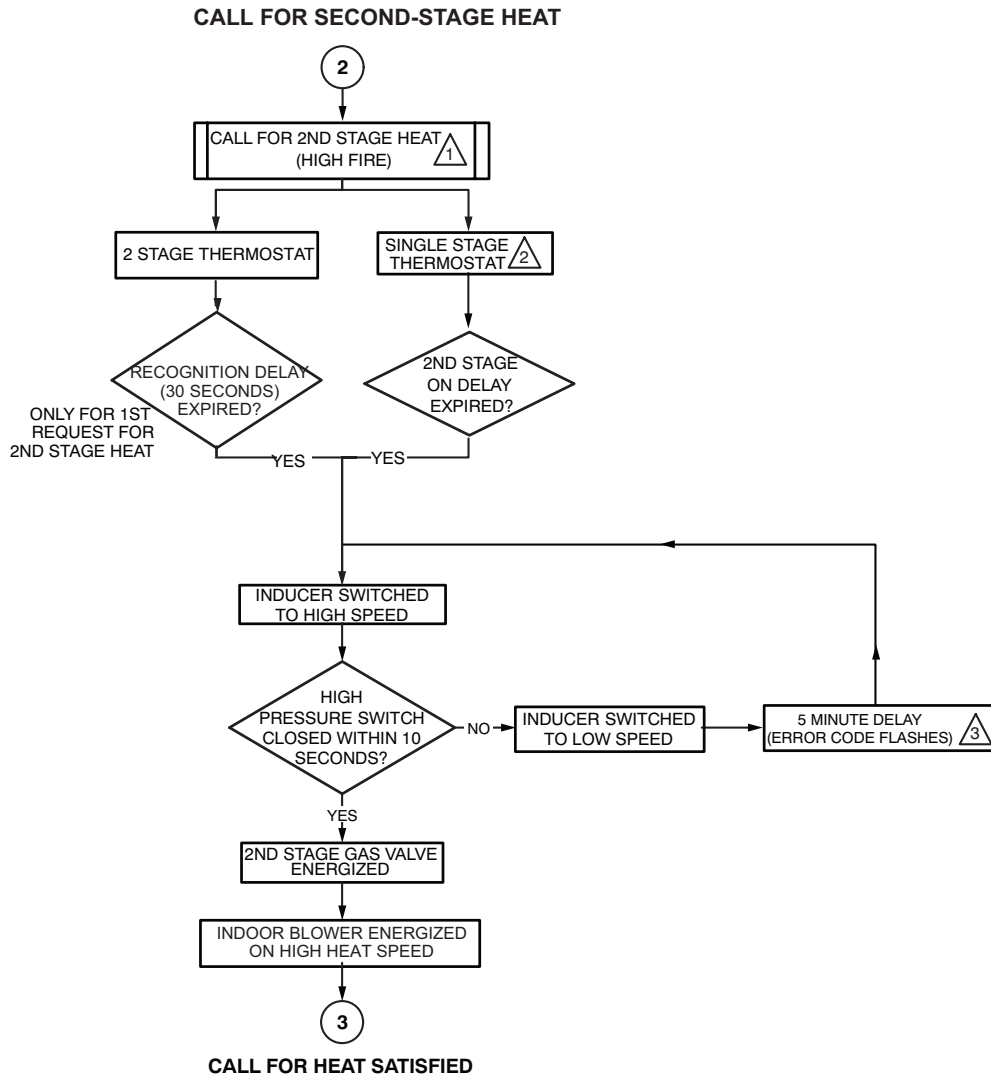 CALL FOR SECOND-STAGE HEAT
2
CALL FOR 2ND STAGE HEAT
(HIGH FIRE)
1
2 STAGE THERMOSTAT
SINGLE STAGE
THERMOSTAT
2
RECOGNITION DELAY
(30 SECONDS)
EXPIRED?
2ND STAGE
ON DELAY
EXPIRED?
ONLY FOR 1ST
REQUEST FOR
2ND STAGE HEAT
YES
YES
INDUCER SWITCHED
TO HIGH SPEED
HIGH
PRESSURE SWITCH
CLOSED WITHIN 10
SECONDS?
NO
INDUCER SWITCHED
TO LOW SPEED
5 MINUTE DELAY
(ERROR CODE FLASHES)
3
YES
2ND STAGE GAS VALVE
ENERGIZED
INDOOR BLOWER ENERGIZED
ON HIGH HEAT SPEED
3
CALL FOR HEAT SATISFIED